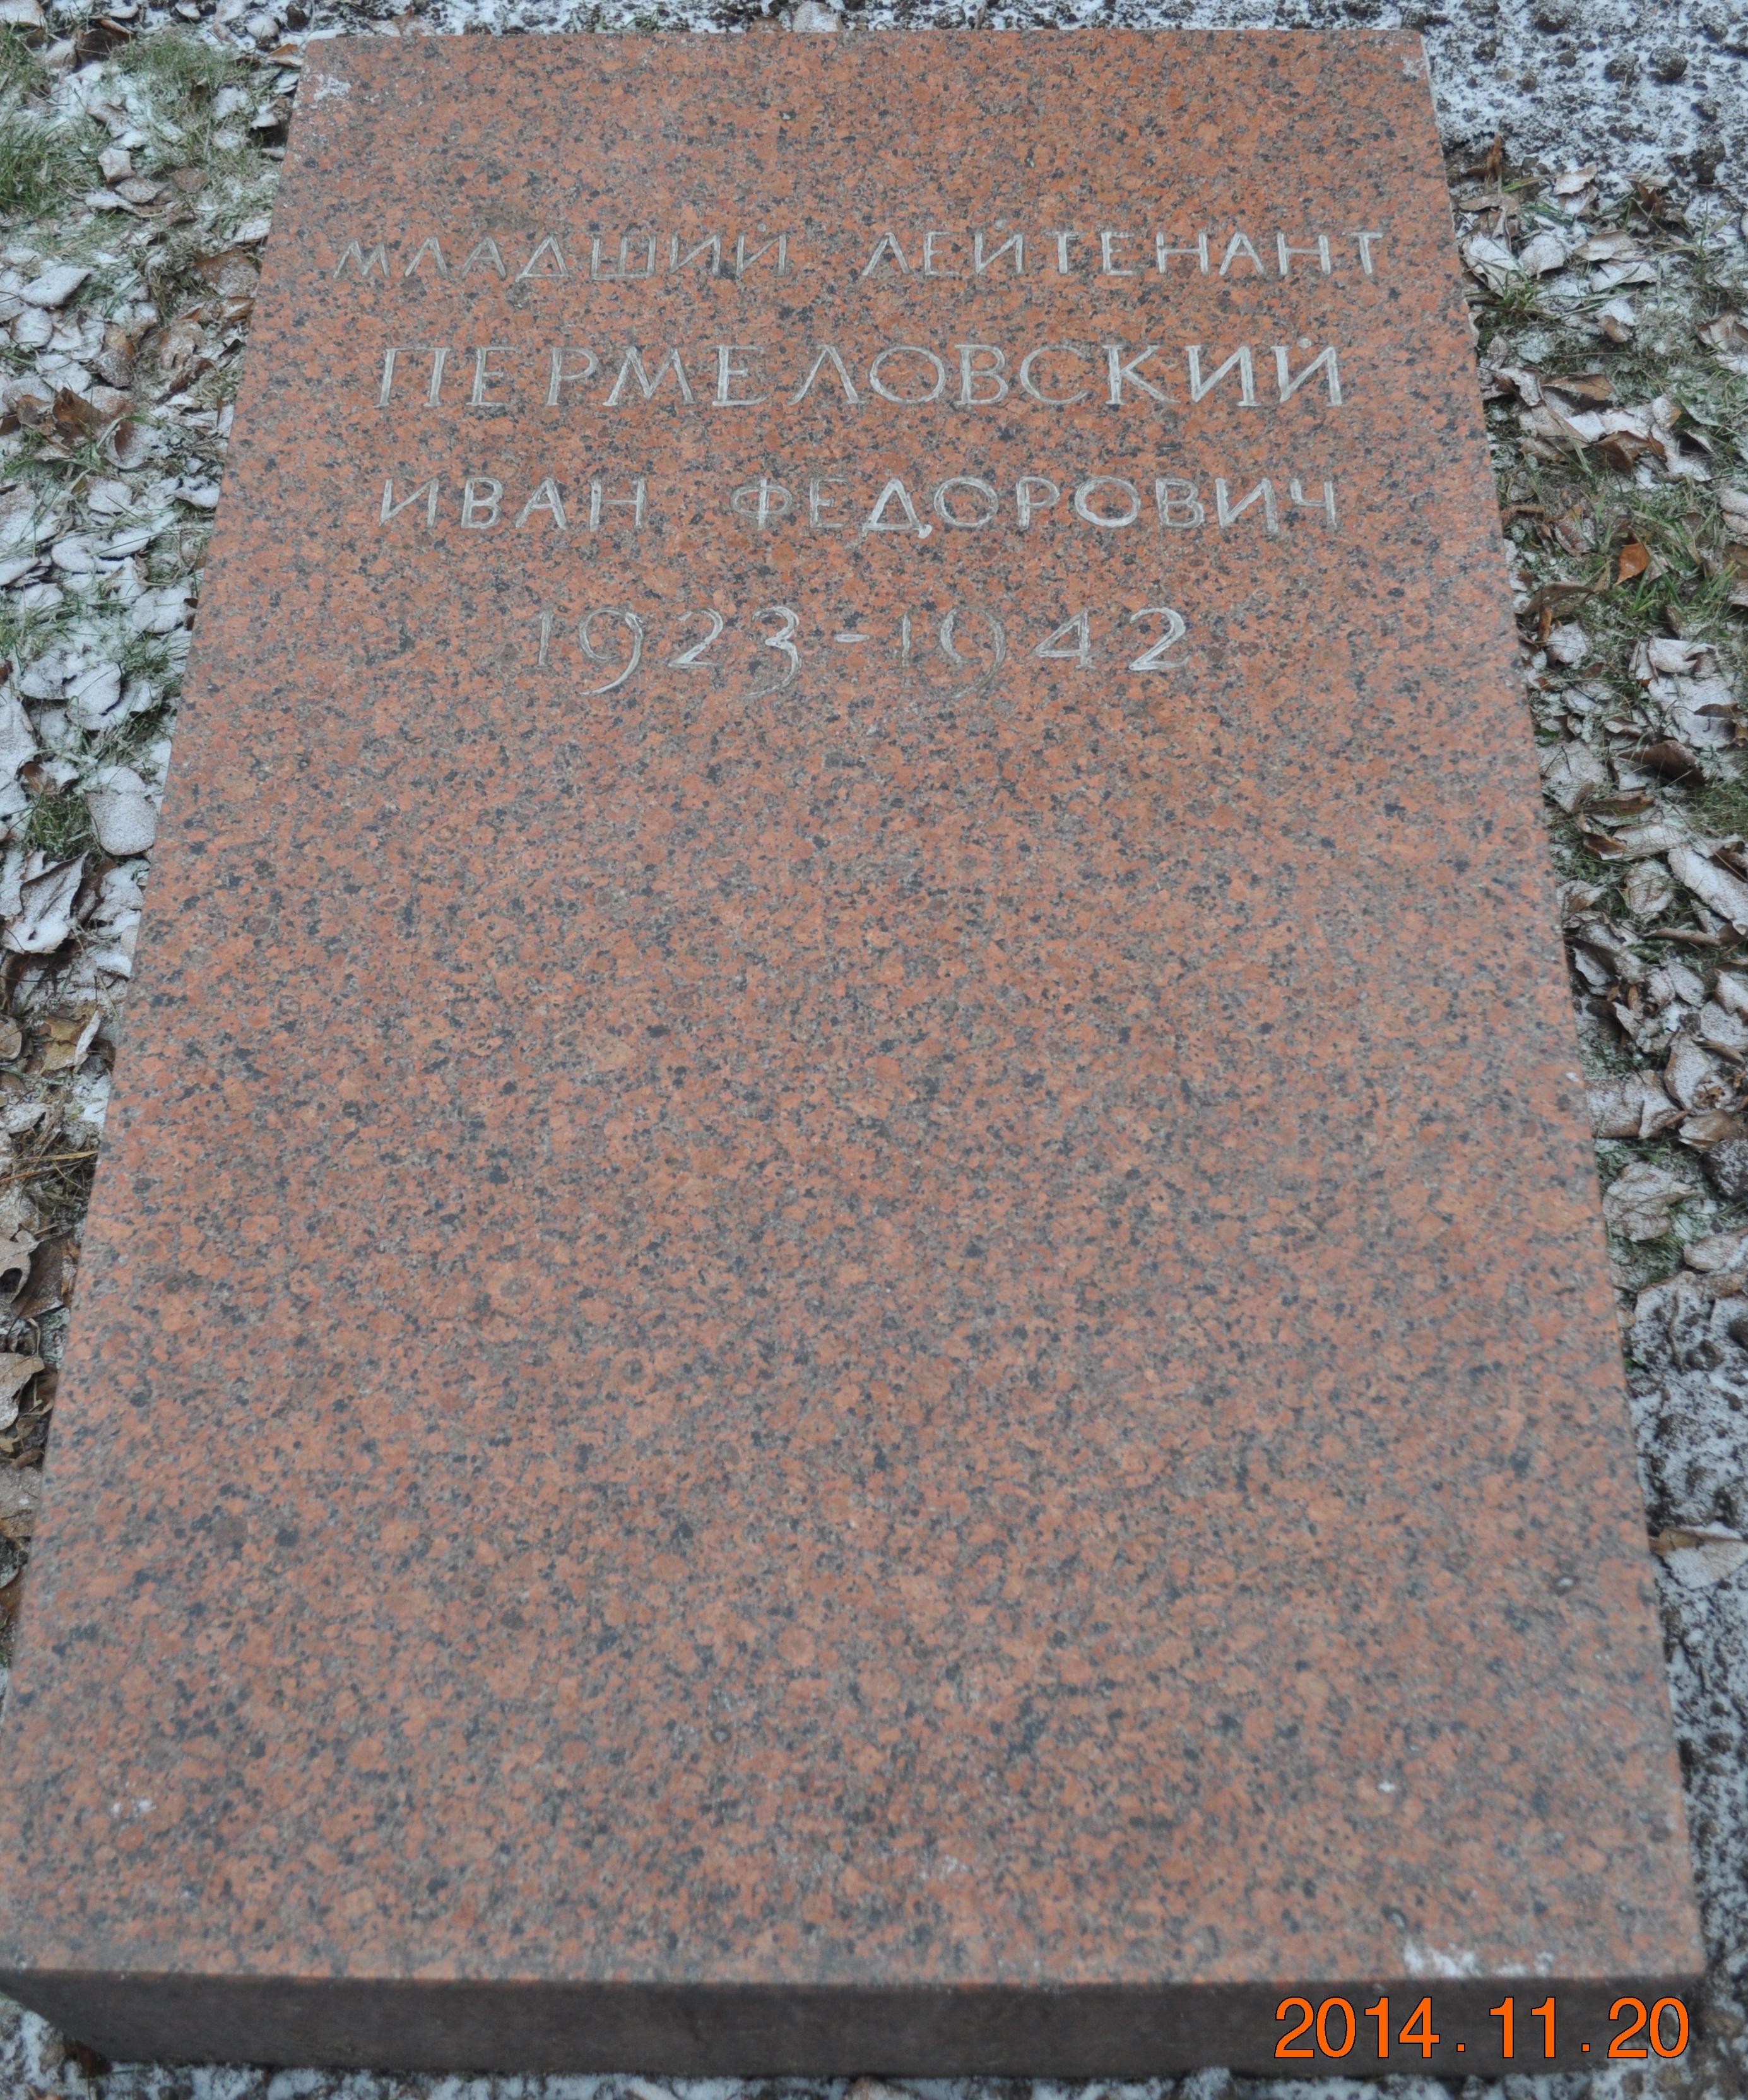 МЛАДШИЙ ЛЕЙТЕНАНТ
ПЕРМЕЛОВСКИЙ
ИВАН ФЕДОРОВИЧ
1923-1942
2014.11.20